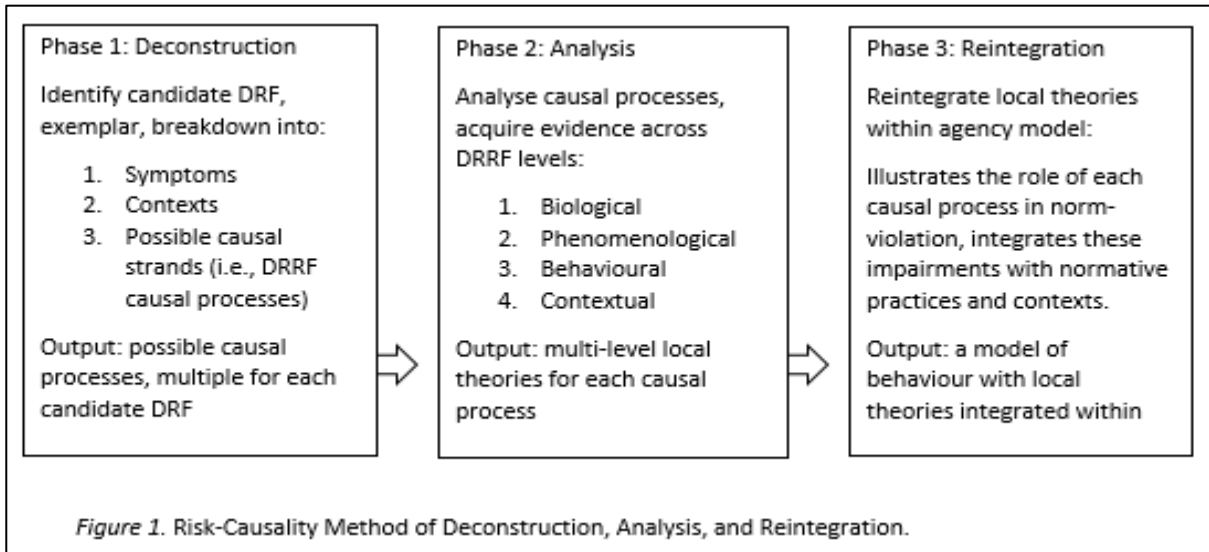 Phase 1: Deconstruction
Identify candidate DRF,
exemplar, breakdown into:
1. Symptoms
2. Contexts
3. Possible causal
strands (i.e., DRRF
causal processes)
Output: possible causal
processes, multiple for each
candidate DRF
Phase 2: Analysis
Analyse causal processes,
acquire evidence across
DRRF levels:
1. Biological
2. Phenomenological
3. Behavioural
4. Contextual
Output: multi-level local
theories for each causal
process
Phase 3: Reintegration
Reintegrate local theories
within agency model:
Illustrates the role of each
causal process in norm-
violation, integrates these
impairments with normative
practices and contexts.
Output: a model of
behaviour with local
theories integrated within
Figure 1. Risk-Causality Method of Deconstruction, Analysis, and Reintegration.